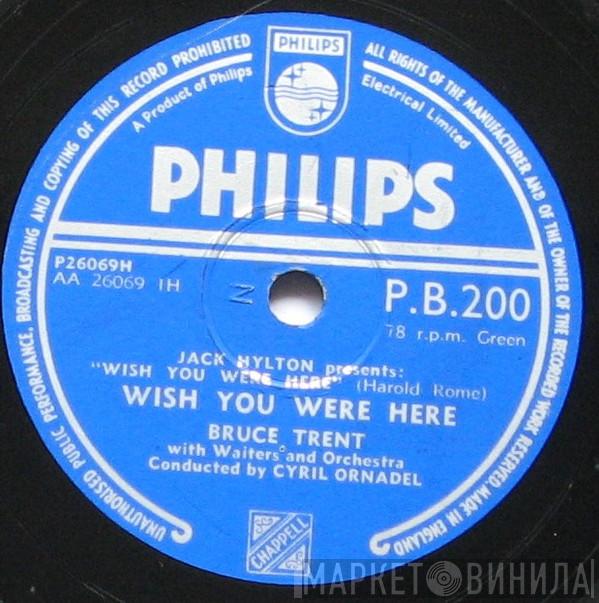 UNAUTHORISED PUBLIC PERFORMANCE, BROADCASTING AND COPYING OF THIS RECORD PROHIBITED
ALL RIGHTS OF THE MANUFACTURER AND OF THE OWNER OF THE RECORDED WORK RESERVED. MADE IN ENGLAND
PHILIPS
A Product of Philips
Electrical Limited
PHILIPS
P26069H
AA 26069 1H
N
P.B.200
78 r.p.m. Green
JACK HYLTON presents:
"WISH YOU WERE HERE" (Harold Rome)
WISH YOU WERE HERE
BRUCE TRENT
with Waiters and Orchestra
Conducted by CYRIL ORNADEL
CHAPPELL
МАРКЕТ ВИНИЛА